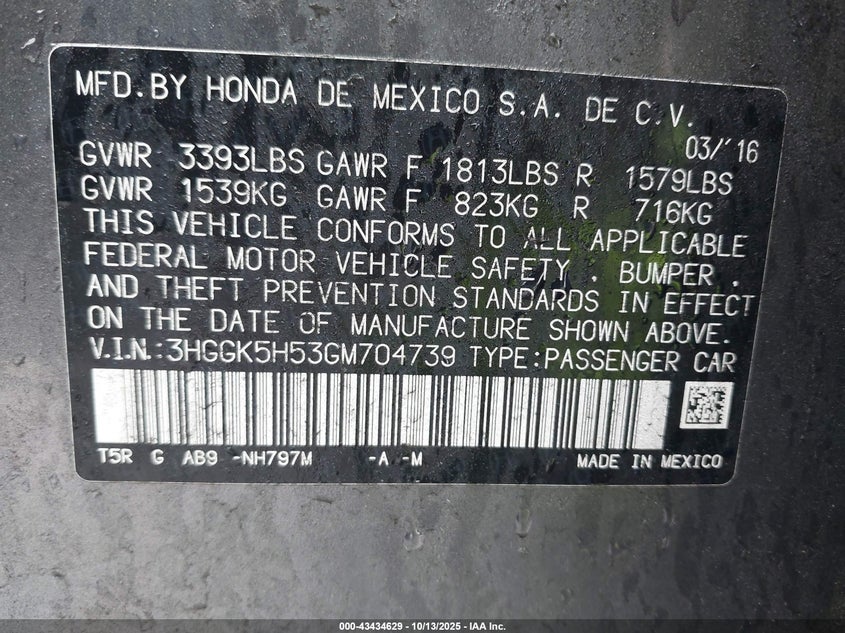 MFD.BY HONDA DE MEXICO S.A. DE C.V.
03/'16
GVWR 3393LBS GAWR F 1813LBS R 1579LBS
GVWR 1539KG GAWR F 823KG R 716KG
THIS VEHICLE CONFORMS TO ALL APPLICABLE
FEDERAL MOTOR VEHICLE SAFETY , BUMPER ,
AND THEFT PREVENTION STANDARDS IN EFFECT
ON THE DATE OF MANUFACTURE SHOWN ABOVE.
V.I.N.:3HGGK5H53GM704739 TYPE:PASSENGER CAR
T5R G AB9 -NH797M -A -M MADE IN MEXICO
000-43434629 - 10/13/2025 - IAA Inc.